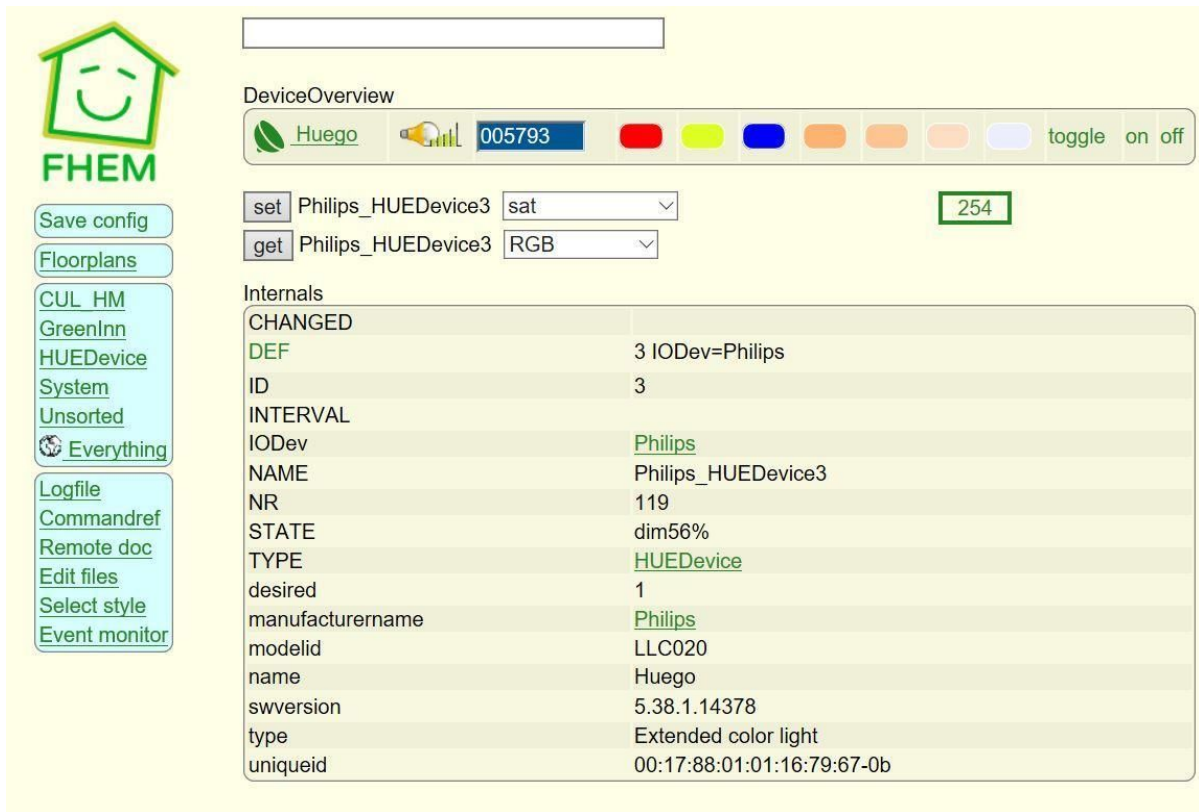 FHEM
Save config
Floorplans
CUL_HM
GreenInn
HUEDevice
System
Unsorted
Everything
Logfile
Commandref
Remote doc
Edit files
Select style
Event monitor
DeviceOverview
Huego 005793 toggle on off
set Philips_HUEDevice3 sat 254
get Philips_HUEDevice3 RGB
Internals
CHANGED
DEF 3 IODev=Philips
ID 3
INTERVAL
IODev Philips
NAME Philips_HUEDevice3
NR 119
STATE dim56%
TYPE HUEDevice
desired 1
manufacturername Philips
modelid LLC020
name Huego
swversion 5.38.1.14378
type Extended color light
uniqueid 00:17:88:01:01:16:79:67-0b